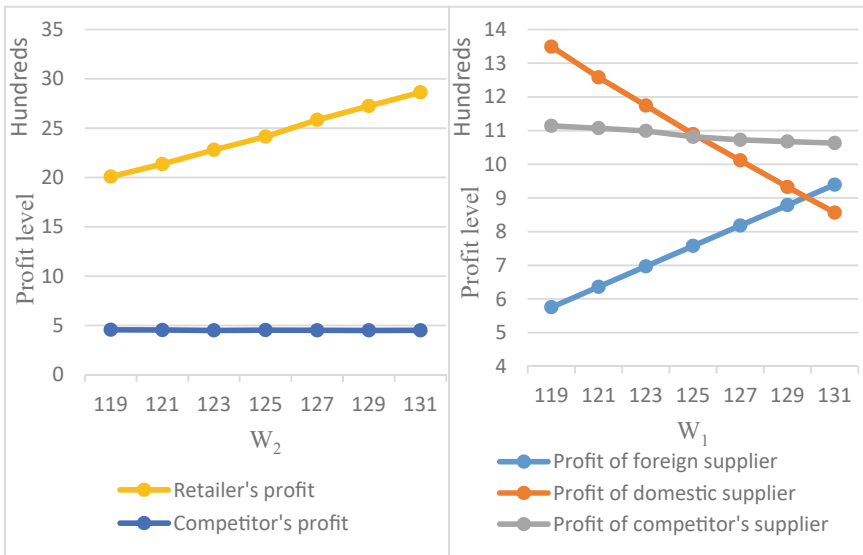 35
30
25
20
15
10
5
0
Hundreds
Profit level
119 121 123 125 127 129 131
W2
Retailer's profit
Competitor's profit
14
13
12
11
10
9
8
7
6
5
4
Hundreds
Profit level
119 121 123 125 127 129 131
W1
Profit of foreign supplier
Profit of domestic supplier
Profit of competitor's supplier